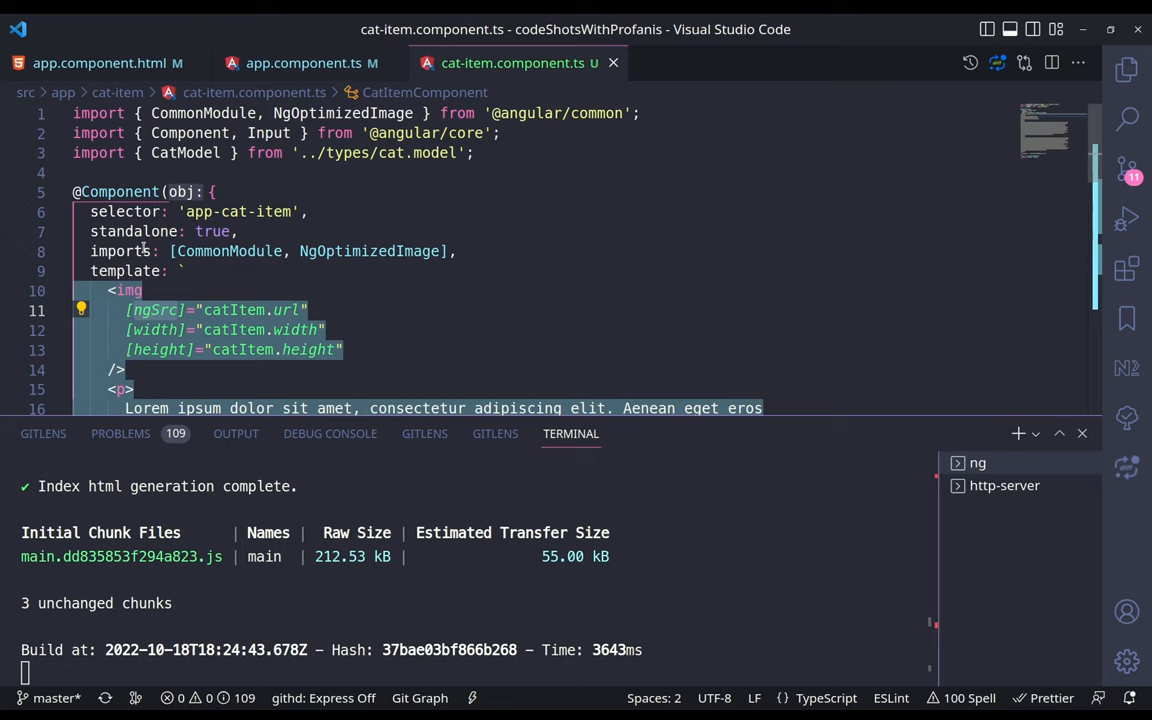 cat-item.component.ts - codeShotsWithProfanis - Visual Studio Code
app.component.html M
app.component.ts M
cat-item.component.ts U
src > app > cat-item > cat-item.component.ts > CatItemComponent
1 import { CommonModule, NgOptimizedImage } from '@angular/common';
2 import { Component, Input } from '@angular/core';
3 import { CatModel } from '../types/cat.model';
4
5 @Component(obj: {
6 selector: 'app-cat-item',
7 standalone: true,
8 imports: [CommonModule, NgOptimizedImage],
9 template: `
10 <img
11 [ngSrc]="catItem.url"
12 [width]="catItem.width"
13 [height]="catItem.height"
14 />
15 <p>
16 Lorem ipsum dolor sit amet, consectetur adipiscing elit. Aenean eget eros
11
GITLENS PROBLEMS 109 OUTPUT DEBUG CONSOLE GITLENS GITLENS TERMINAL
✔ Index html generation complete.
Initial Chunk Files | Names | Raw Size | Estimated Transfer Size
main.dd835853f294a823.js | main | 212.53 kB | 55.00 kB
3 unchanged chunks
Build at: 2022-10-18T18:24:43.678Z - Hash: 37bae03bf866b268 - Time: 3643ms
ng
http-server
master* 0 0 109 githd: Express Off Git Graph Spaces: 2 UTF-8 LF { } TypeScript ESLint 100 Spell Prettier